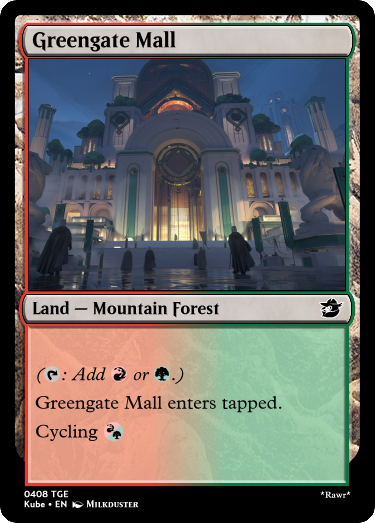 Greengate Mall
Land — Mountain Forest
(: Add or .)
Greengate Mall enters tapped.
Cycling
0408 TGE
Kube • EN Milkduster
*Rawr*